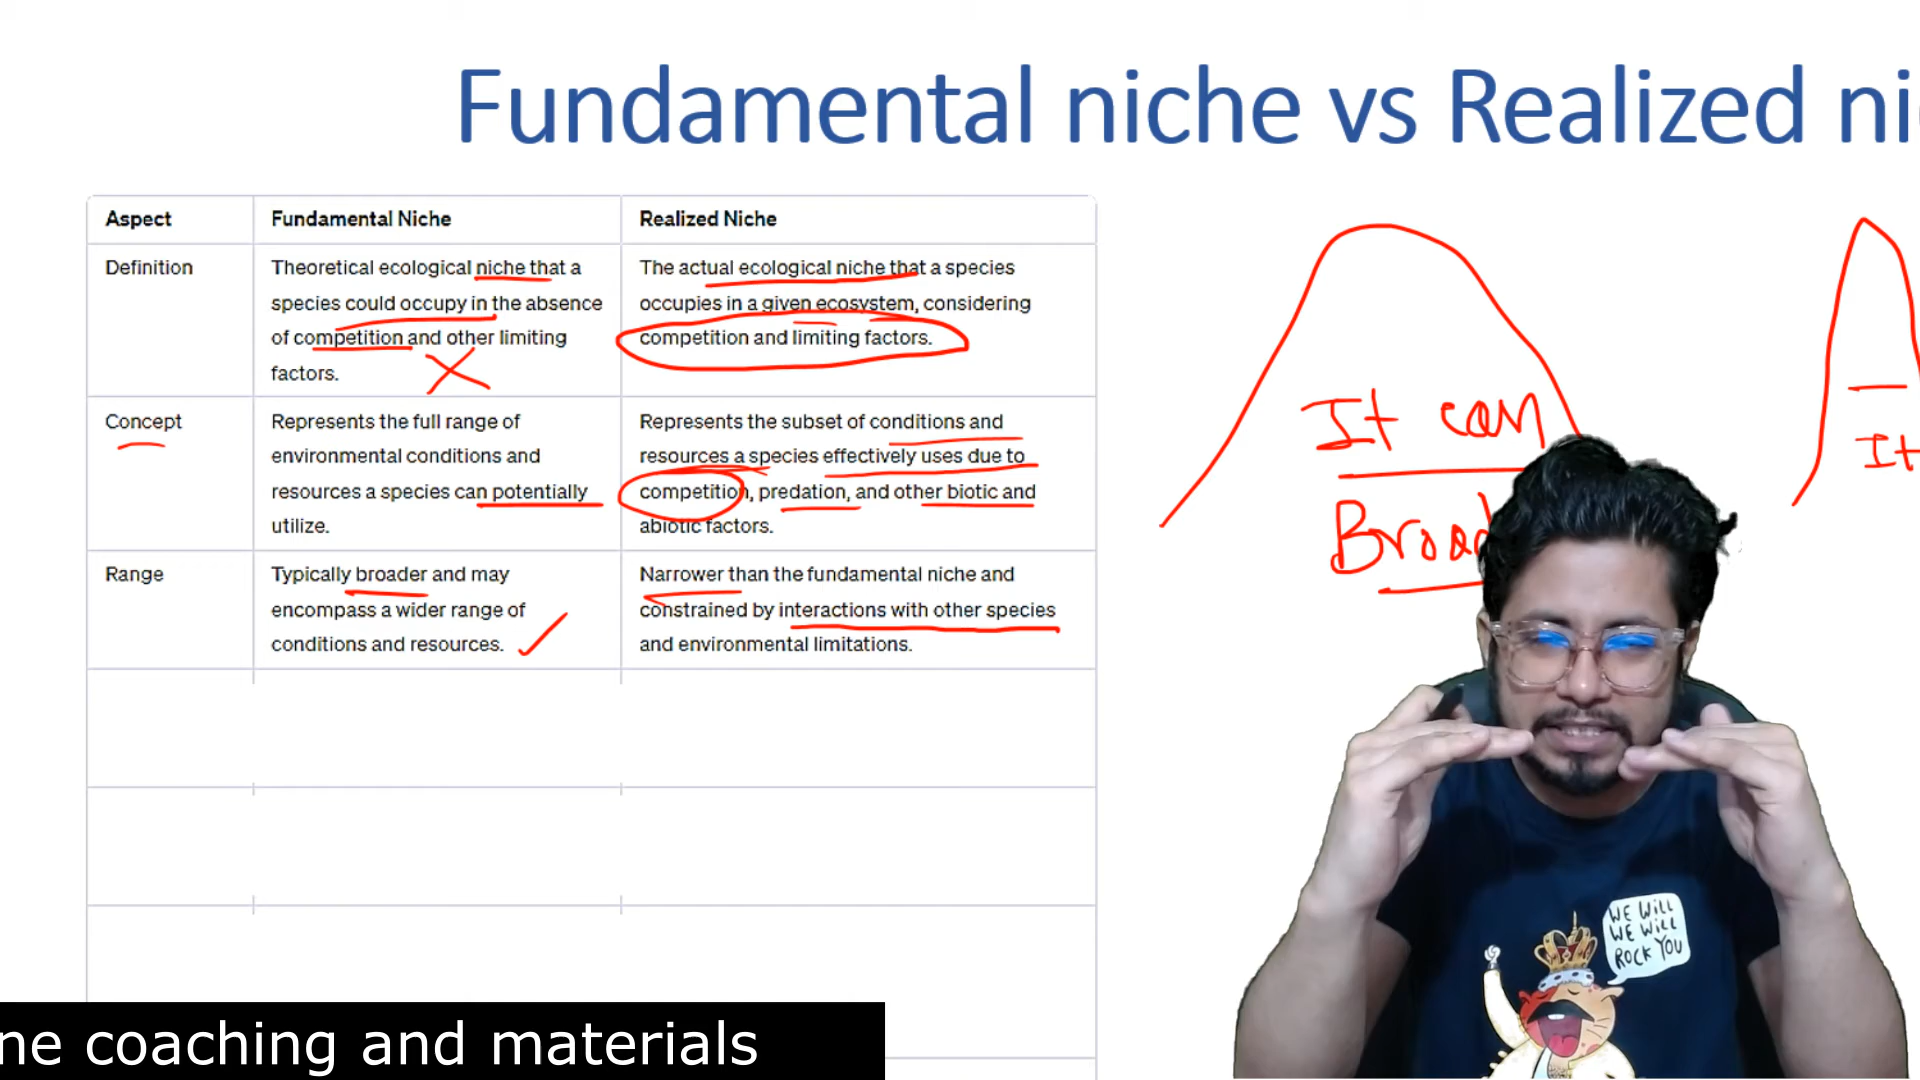 Fundamental niche vs Realized ni
Aspect Fundamental Niche Realized Niche
Definition
Theoretical ecological niche that a
species could occupy in the absence
of competition and other limiting
factors.
The actual ecological niche that a species
occupies in a given ecosystem, considering
competition and limiting factors.
Concept
Represents the full range of
environmental conditions and
resources a species can potentially
utilize.
Represents the subset of conditions and
resources a species effectively uses due to
competition, predation, and other biotic and
abiotic factors.
Range
Typically broader and may
encompass a wider range of
conditions and resources.
Narrower than the fundamental niche and
constrained by interactions with other species
and environmental limitations.
It can
Broad
It
WE WiLL
WE WiLL
ROCK YOU
ne coaching and materials